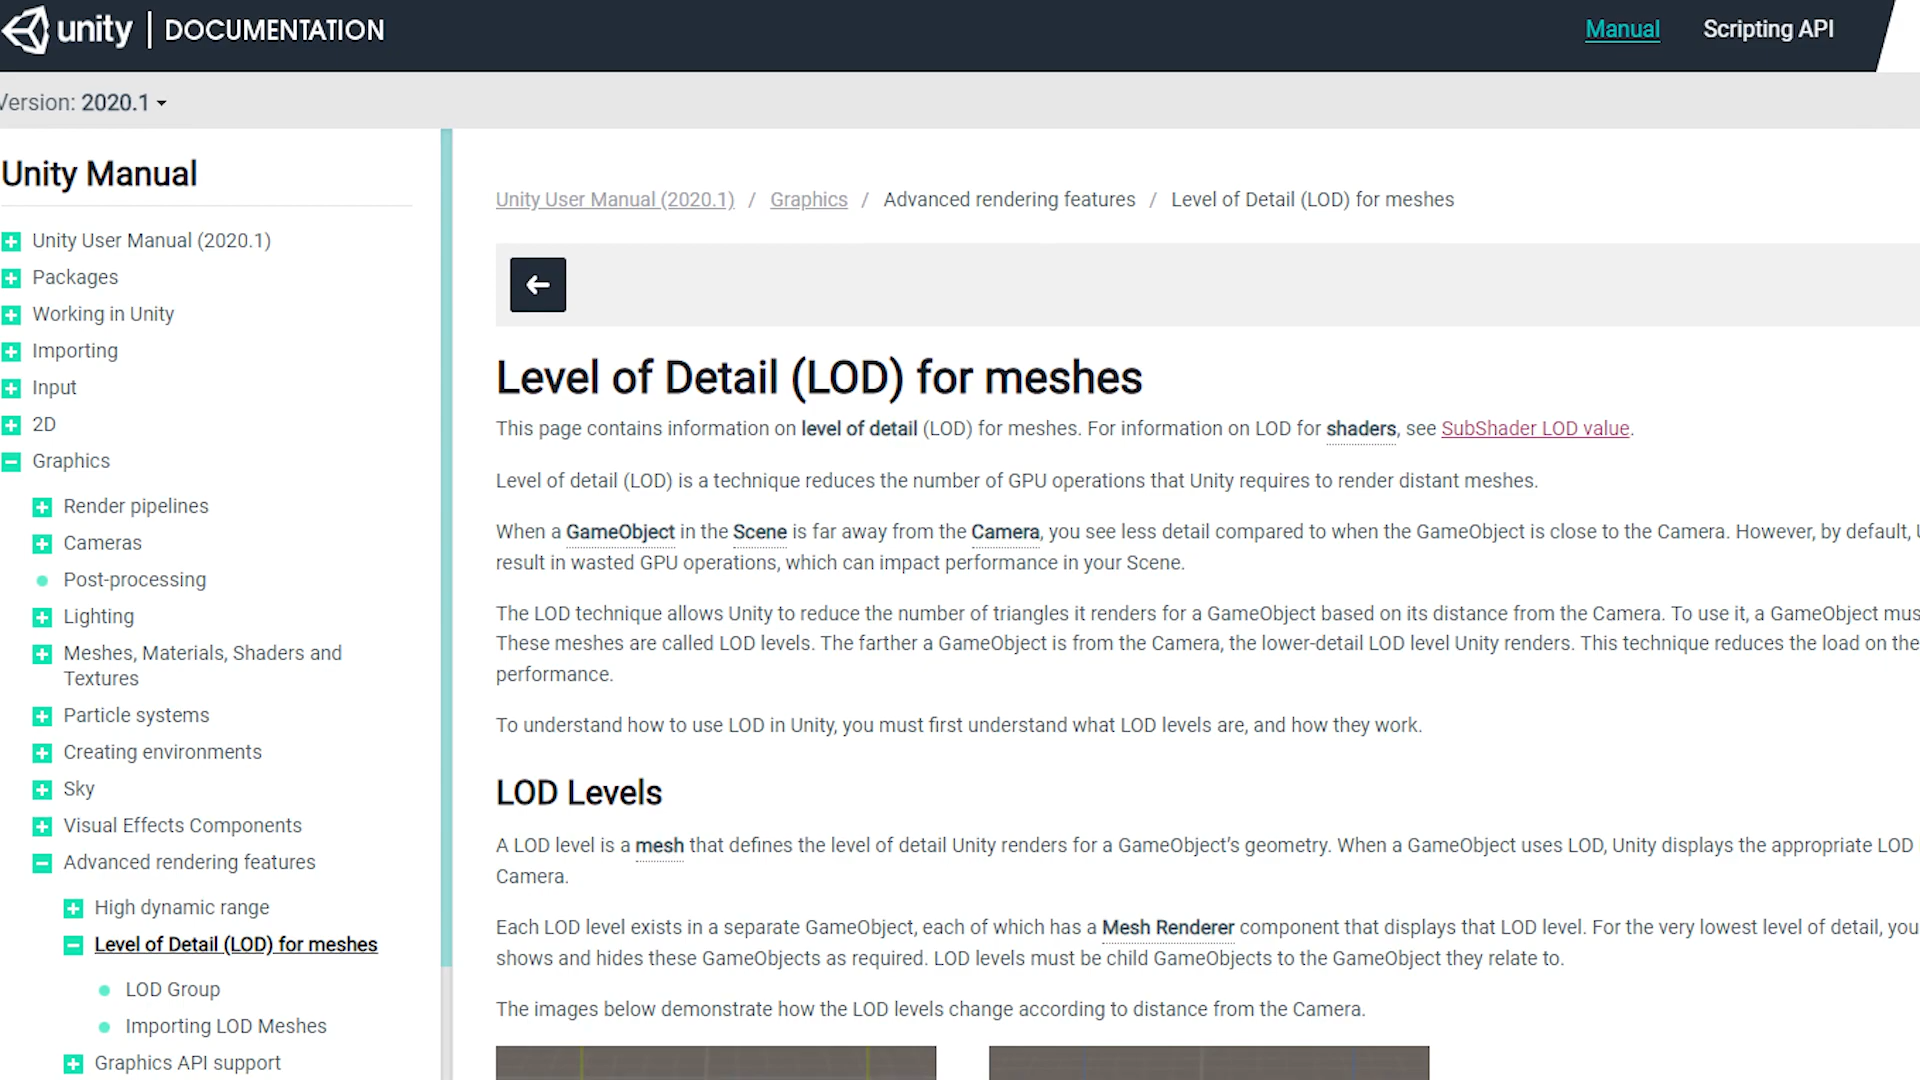 unity | DOCUMENTATION
Manual
Scripting API
Version: 2020.1
Unity Manual
Unity User Manual (2020.1)
Packages
Working in Unity
Importing
Input
2D
Graphics
Render pipelines
Cameras
Post-processing
Lighting
Meshes, Materials, Shaders and
Textures
Particle systems
Creating environments
Sky
Visual Effects Components
Advanced rendering features
High dynamic range
Level of Detail (LOD) for meshes
LOD Group
Importing LOD Meshes
Graphics API support
Unity User Manual (2020.1) / Graphics / Advanced rendering features / Level of Detail (LOD) for meshes
Level of Detail (LOD) for meshes
This page contains information on level of detail (LOD) for meshes. For information on LOD for shaders, see SubShader LOD value.
Level of detail (LOD) is a technique reduces the number of GPU operations that Unity requires to render distant meshes.
When a GameObject in the Scene is far away from the Camera, you see less detail compared to when the GameObject is close to the Camera. However, by default,
result in wasted GPU operations, which can impact performance in your Scene.
The LOD technique allows Unity to reduce the number of triangles it renders for a GameObject based on its distance from the Camera. To use it, a GameObject mus
These meshes are called LOD levels. The farther a GameObject is from the Camera, the lower-detail LOD level Unity renders. This technique reduces the load on the
performance.
To understand how to use LOD in Unity, you must first understand what LOD levels are, and how they work.
LOD Levels
A LOD level is a mesh that defines the level of detail Unity renders for a GameObject’s geometry. When a GameObject uses LOD, Unity displays the appropriate LOD
Camera.
Each LOD level exists in a separate GameObject, each of which has a Mesh Renderer component that displays that LOD level. For the very lowest level of detail, you
shows and hides these GameObjects as required. LOD levels must be child GameObjects to the GameObject they relate to.
The images below demonstrate how the LOD levels change according to distance from the Camera.